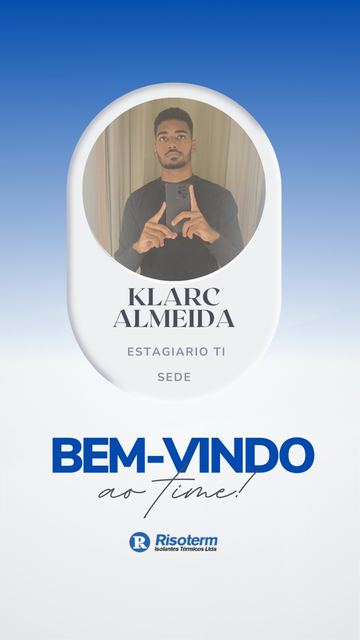 KLARC
ALMEIDA
ESTAGIARIO TI
SEDE
BEM-VINDO
ao time!
R Risoterm
Isolantes Térmicos Ltda